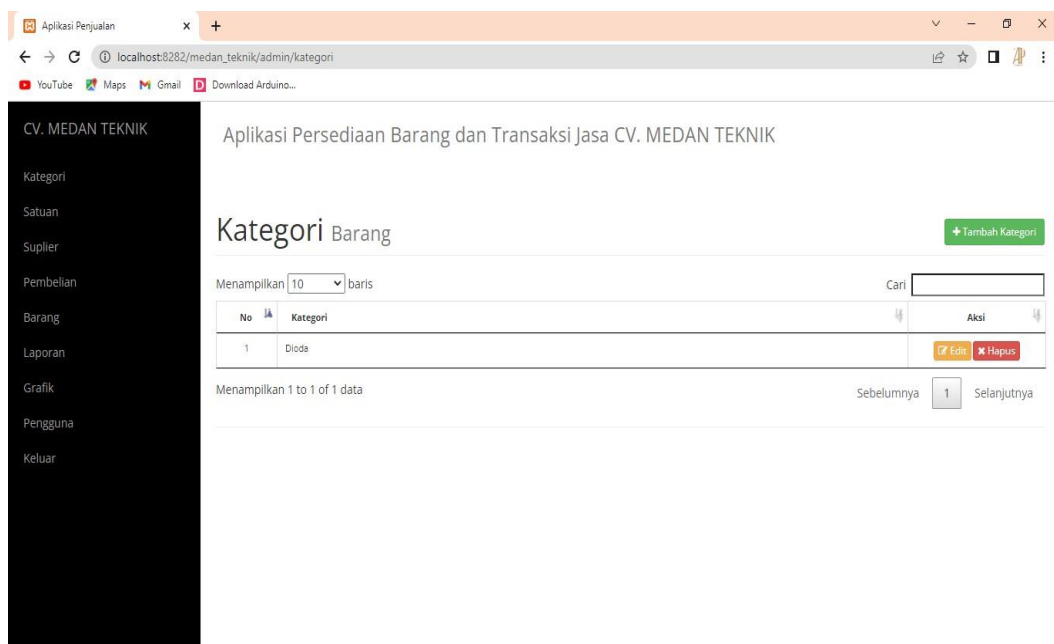 Aplikasi Penjualan
localhost:8282/medan_teknik/admin/kategori
YouTube Maps Gmail Download Arduino...
CV. MEDAN TEKNIK
Kategori
Satuan
Suplier
Pembelian
Barang
Laporan
Grafik
Pengguna
Keluar
Aplikasi Persediaan Barang dan Transaksi Jasa CV. MEDAN TEKNIK
Kategori Barang
+ Tambah Kategori
Menampilkan 10 baris Cari
No Kategori Aksi
1 Dioda Edit Hapus
Menampilkan 1 to 1 of 1 data Sebelumnya 1 Selanjutnya